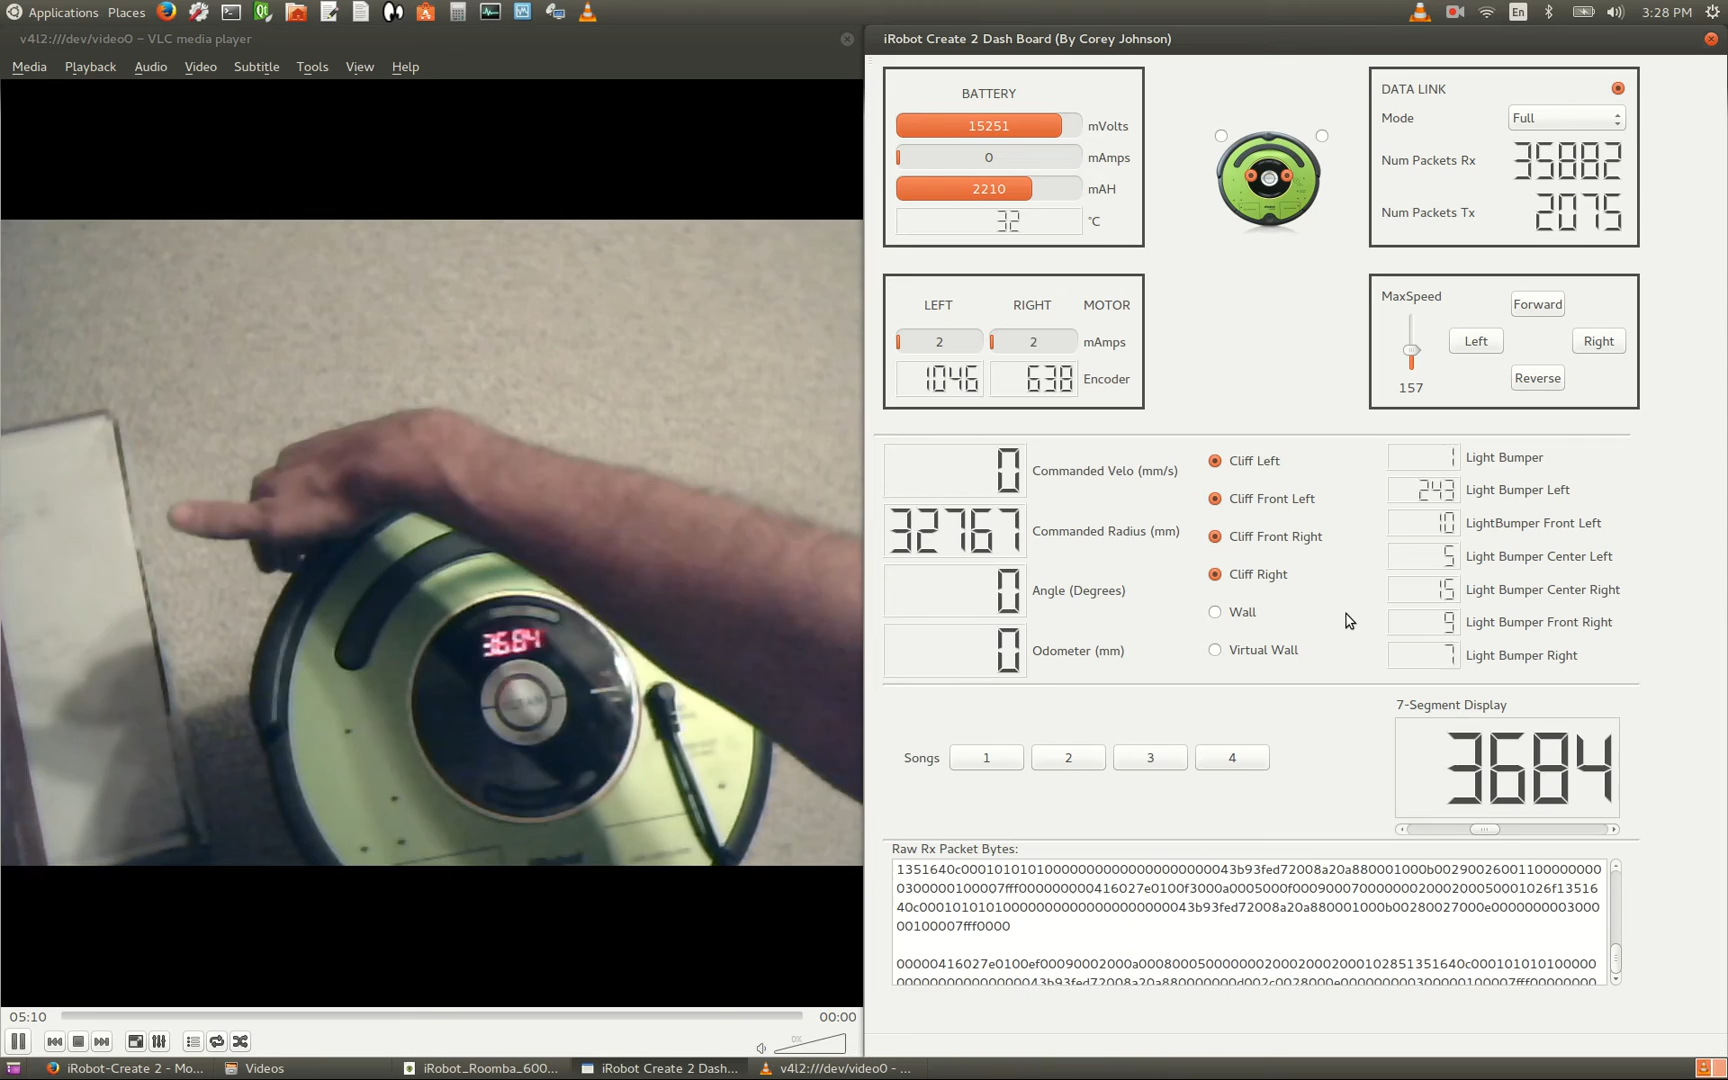 Applications Places En 3:28 PM
v4l2:///dev/video0 – VLC media player
Media Playback Audio Video Subtitle Tools View Help
3684
05:10 00:00
0%
iRobot Create 2 Dash Board (By Corey Johnson)
BATTERY
15251 mVolts
0 mAmps
2210 mAH
32 °C
DATA LINK
Mode Full
Num Packets Rx 35882
Num Packets Tx 2075
LEFT RIGHT MOTOR
2 2 mAmps
1046 638 Encoder
MaxSpeed
Forward
Left Right
Reverse
157
0 Commanded Velo (mm/s)
32767 Commanded Radius (mm)
0 Angle (Degrees)
0 Odometer (mm)
Cliff Left
Cliff Front Left
Cliff Front Right
Cliff Right
Wall
Virtual Wall
1 Light Bumper
243 Light Bumper Left
10 LightBumper Front Left
5 Light Bumper Center Left
15 Light Bumper Center Right
9 Light Bumper Front Right
7 Light Bumper Right
Songs 1 2 3 4
7-Segment Display
3684
Raw Rx Packet Bytes:
00000100007fff0000
iRobot-Create 2 - Mo... Videos iRobot_Roomba_600... iRobot Create 2 Dash... v4l2:///dev/video0 - ...